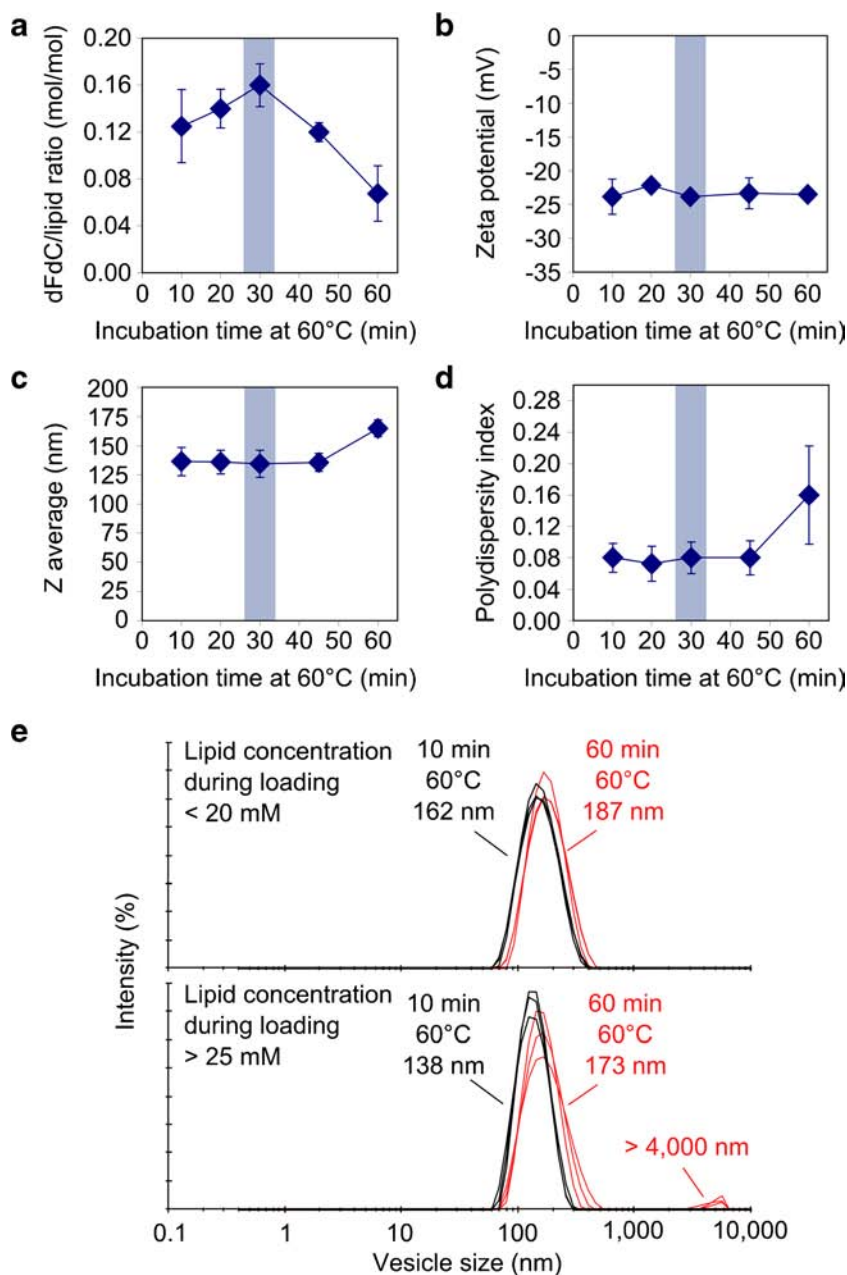 a
0.20
0.16
0.12
0.08
0.04
0.00
dFdC/lipid ratio (mol/mol)
0 10 20 30 40 50 60
Incubation time at 60°C (min)
b
0
-5
-10
-15
-20
-25
-30
-35
Zeta potential (mV)
0 10 20 30 40 50 60
Incubation time at 60°C (min)
c
200
175
150
125
100
75
50
25
0
Z average (nm)
0 10 20 30 40 50 60
Incubation time at 60°C (min)
d
0.28
0.24
0.20
0.16
0.12
0.08
0.04
0.00
Polydispersity index
0 10 20 30 40 50 60
Incubation time at 60°C (min)
e
Lipid concentration
during loading
< 20 mM
10 min
60°C
162 nm
60 min
60°C
187 nm
Intensity (%)
Lipid concentration
during loading
> 25 mM
10 min
60°C
138 nm
60 min
60°C
173 nm
> 4,000 nm
0.1 1 10 100 1,000 10,000
Vesicle size (nm)